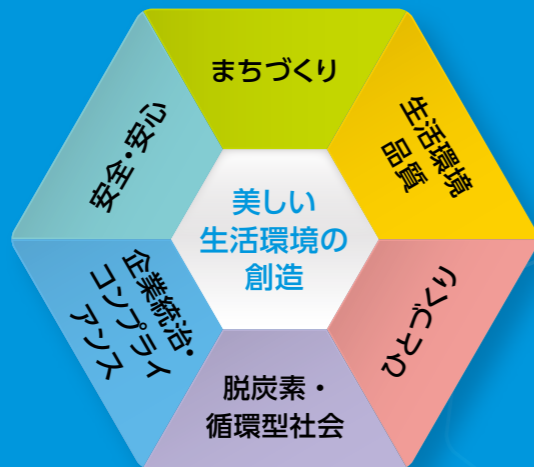 まちづくり
生活環境
品質
ひとづくり
脱炭素・
循環型社会
企業統治・
コンプライ
アンス
安全・安心
美しい
生活環境の
創造